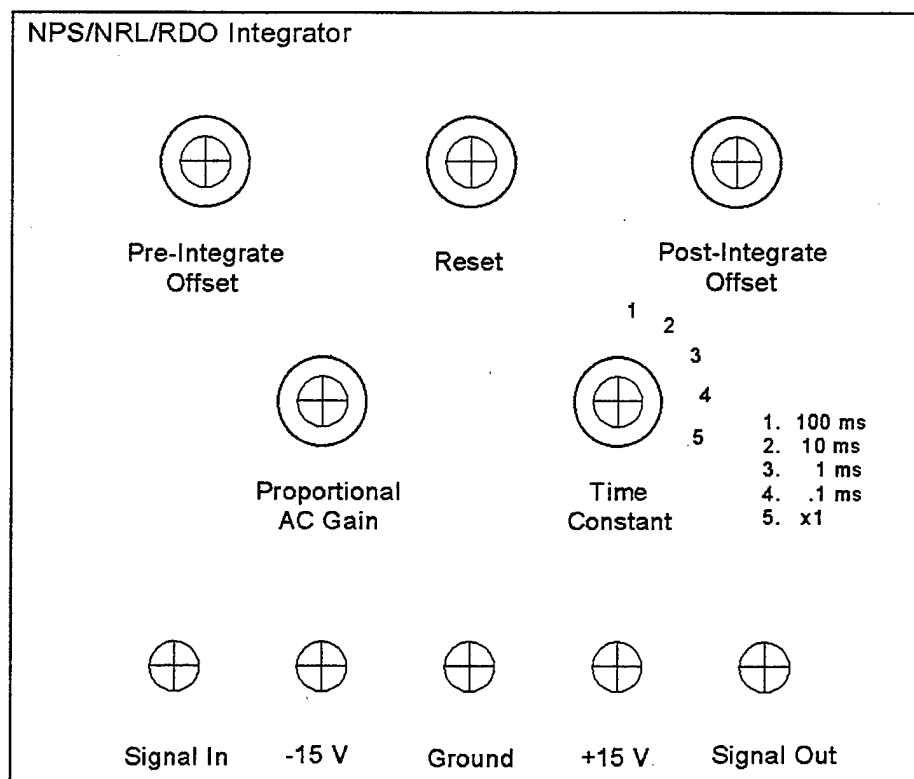 NPS/NRL/RDO Integrator
Pre-Integrate
Offset
Reset
Post-Integrate
Offset
1
2
3
4
5
1. 100 ms
2. 10 ms
3. 1 ms
4. .1 ms
5. x1
Proportional
AC Gain
Time
Constant
Signal In
-15 V
Ground
+15 V
Signal Out